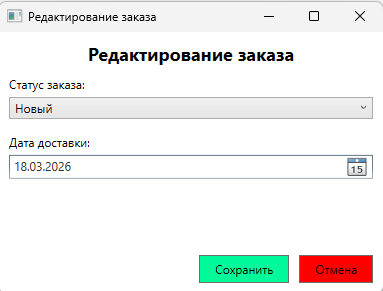 Редактирование заказа
Редактирование заказа
Статус заказа:
Новый
Дата доставки:
18.03.2026
15
Сохранить
Отмена